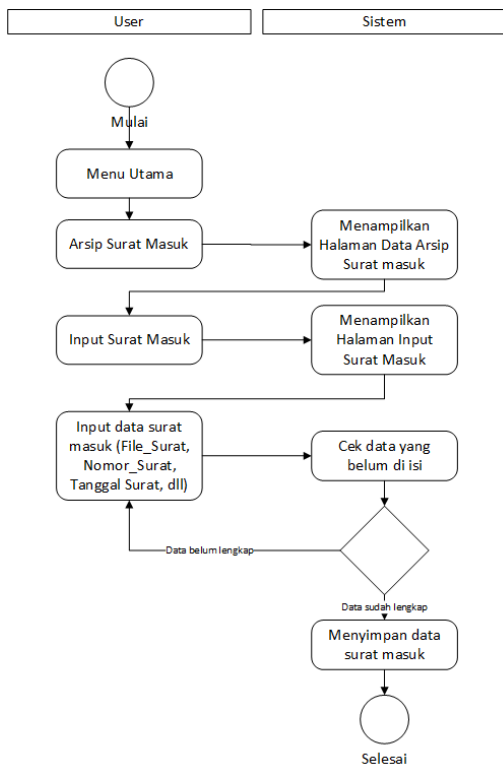 User
Sistem
Mulai
Menu Utama
Arsip Surat Masuk
Menampilkan
Halaman Data Arsip
Surat masuk
Input Surat Masuk
Menampilkan
Halaman Input
Surat Masuk
Input data surat
masuk (File_Surat,
Nomor_Surat,
Tanggal Surat, dll)
Cek data yang
belum di isi
Data belum lengkap
Data sudah lengkap
Menyimpan data
surat masuk
Selesai